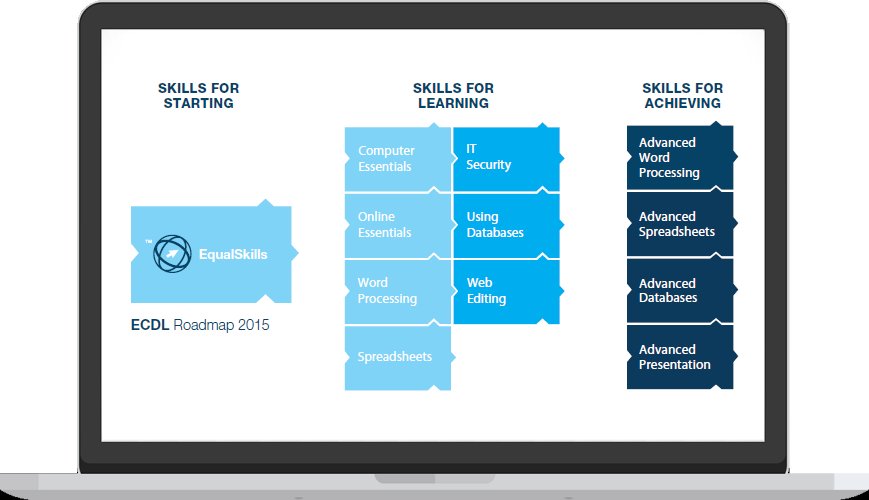 SKILLS FOR
STARTING
™
EqualSkills
ECDL Roadmap 2015
SKILLS FOR
LEARNING
Computer
Essentials
IT
Security
Online
Essentials
Using
Databases
Word
Processing
Web
Editing
Spreadsheets
SKILLS FOR
ACHIEVING
Advanced
Word
Processing
Advanced
Spreadsheets
Advanced
Databases
Advanced
Presentation